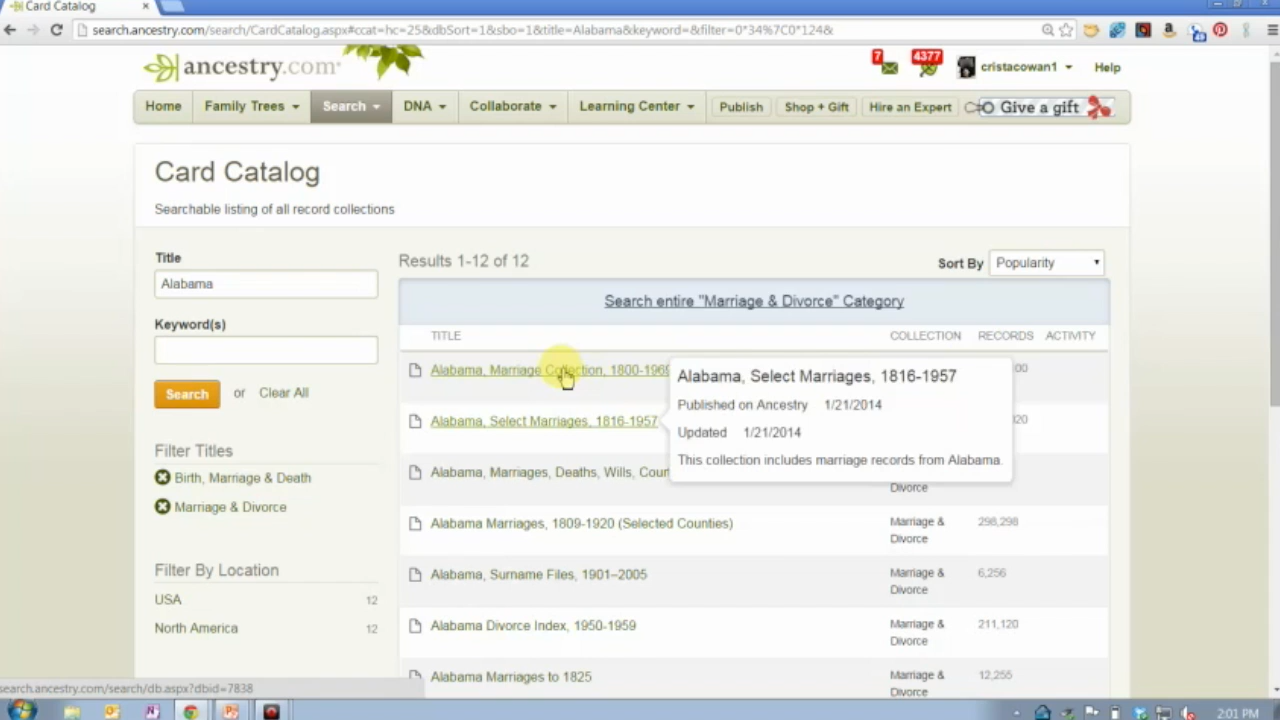 Card Catalog
search.ancestry.com/search/CardCatalog.aspx#ccat=hc=25&dbSort=1&sbo=1&title=Alabama&keyword=&filter=0*34%7C0*124&
ancestry.com
7
4377
cristacowan1
Help
Home
Family Trees
Search
DNA
Collaborate
Learning Center
Publish
Shop + Gift
Hire an Expert
Give a gift
Card Catalog
Searchable listing of all record collections
Title
Alabama
Keyword(s)
Search
or
Clear All
Filter Titles
Birth, Marriage & Death
Marriage & Divorce
Filter By Location
USA 12
North America 12
Results 1-12 of 12
Sort By Popularity
Search entire "Marriage & Divorce" Category
TITLE COLLECTION RECORDS ACTIVITY
Alabama, Marriage Collection, 1800-1969
Alabama, Select Marriages, 1816-1957
Alabama, Select Marriages, 1816-1957
Published on Ancestry 1/21/2014
Updated 1/21/2014
This collection includes marriage records from Alabama.
Alabama, Marriages, Deaths, Wills,
Divorce
Alabama Marriages, 1809-1920 (Selected Counties)
Marriage &
Divorce
298,298
Alabama, Surname Files, 1901–2005
Marriage &
Divorce
6,256
Alabama Divorce Index, 1950-1959
Marriage &
Divorce
211,120
Alabama Marriages to 1825
Marriage &
Divorce
12,255
search.ancestry.com/search/db.aspx?dbid=7838
2:01 PM